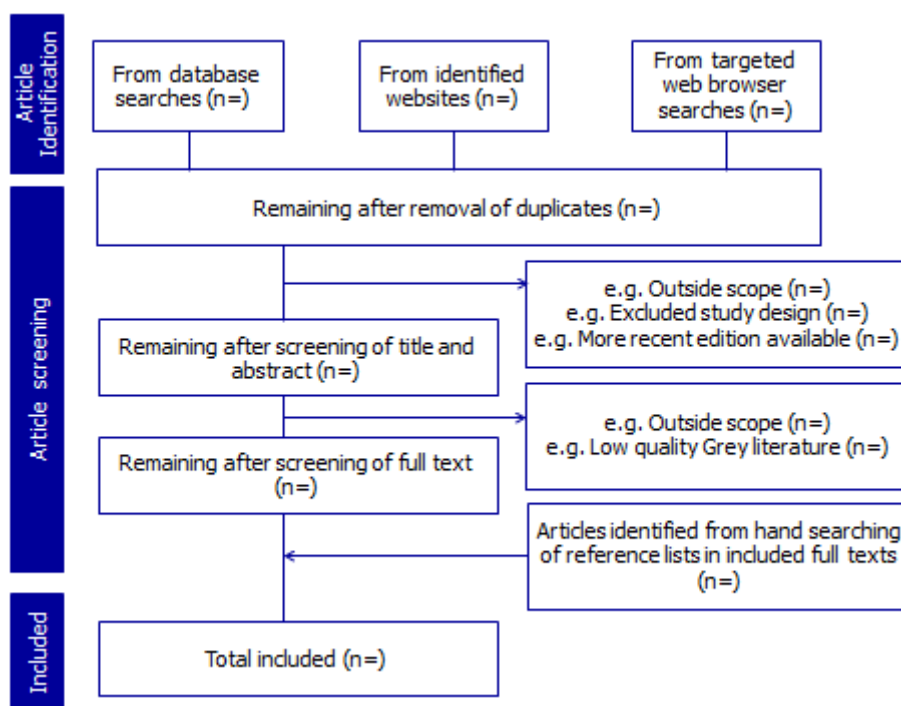 Article
Identification
From database
searches (n=)
From identified
websites (n=)
From targeted
web browser
searches (n=)
Article screening
Remaining after removal of duplicates (n=)
e.g. Outside scope (n=)
e.g. Excluded study design (n=)
e.g. More recent edition available (n=)
Remaining after screening of title and
abstract (n=)
e.g. Outside scope (n=)
e.g. Low quality Grey literature (n=)
Remaining after screening of full text
(n=)
Articles identified from hand searching
of reference lists in included full texts
(n=)
Included
Total included (n=)